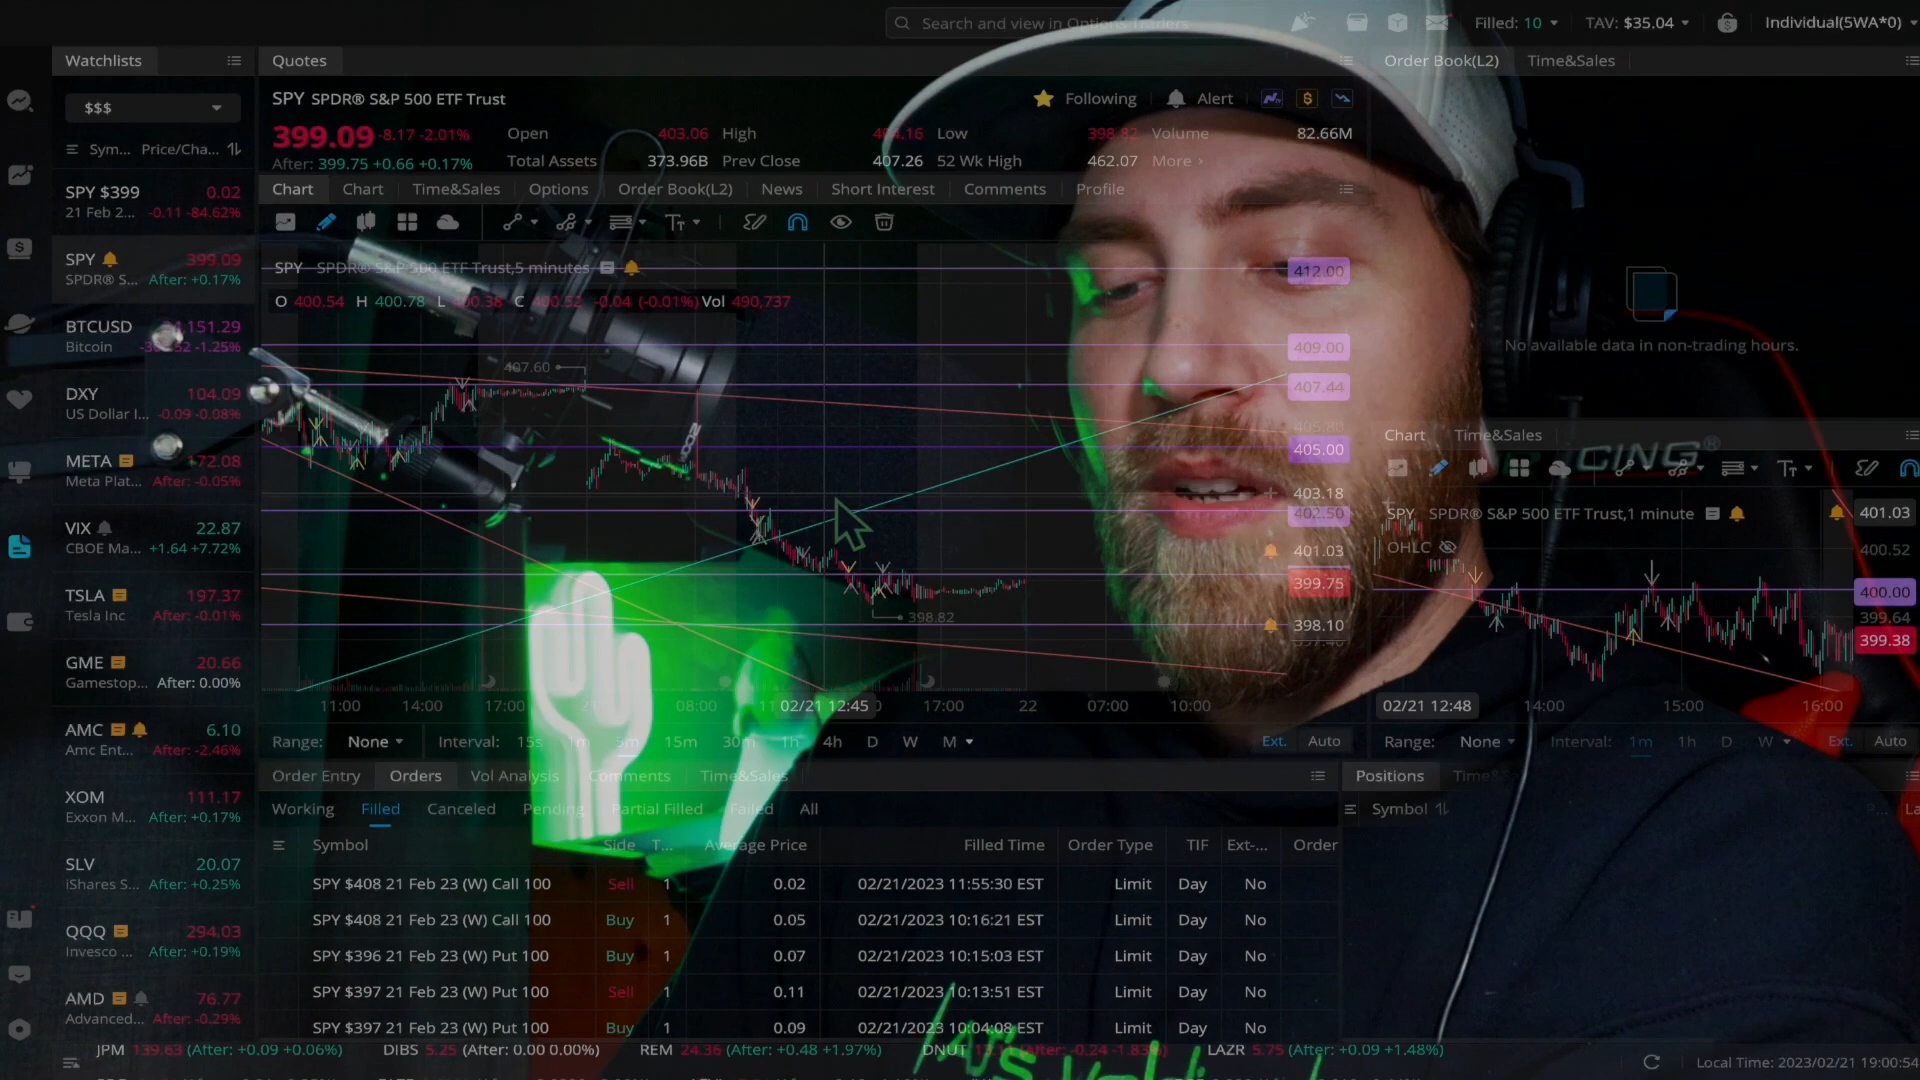 Search and view in Options Traders
Filled: 10
TAV: $35.04
Individual(5WA*0)
Watchlists
Quotes
Order Book(L2)
Time&Sales
$$$
SPY SPDR® S&P 500 ETF Trust
Following
Alert
399.09 -8.17 -2.01%
Open 403.06 High Low 398.82 Volume 82.66M
After: 399.75 +0.66 +0.17%
Total Assets 373.96B Prev Close 407.26 52 Wk High 462.07 More
Sym... Price/Cha...
Chart Chart Time&Sales Options Order Book(L2) News Short Interest Comments Profile
SPY $399 0.02
21 Feb 2... -0.11 -84.62%
SPY 399.09
SPDR® S... After: +0.17%
BTCUSD
Bitcoin -1.25%
DXY 104.09
US Dollar I... -0.09 -0.08%
META
Meta Plat... After: -0.05%
VIX 22.87
CBOE Ma... +1.64 +7.72%
TSLA 197.37
Tesla Inc After: -0.01%
GME 20.66
Gamestop... After: 0.00%
AMC 6.10
Amc Ent... After: -2.46%
XOM 111.17
Exxon M... After: +0.17%
SLV 20.07
iShares S... After: +0.25%
QQQ 294.03
Invesco ... After: +0.19%
AMD 76.77
Advanced... After: -0.29%
SPY SPDR® S&P 500 ETF Trust,5 minutes
O 400.54 H 400.78 L 400.38 C 400.52 -0.04 (-0.01%) Vol 490,737
407.60
398.82
412.00
409.00
407.44
405.00
403.18
402.50
401.03
399.75
398.10
11:00 14:00 17:00 08:00 02/21 12:45 17:00 22 07:00 10:00
Range: None Interval: 15s 1m 5m 15m 30m 1h 4h D W M Ext. Auto
No available data in non-trading hours.
Chart Time&Sales
SPY SPDR® S&P 500 ETF Trust,1 minute
OHLC
401.03
400.52
400.00
399.64
399.38
02/21 12:48 14:00 15:00 16:00
Range: None Interval: 1m 1h D W Ext. Auto
Order Entry Orders Vol Analysis Comments Time&Sales
Working Filled Canceled Pending Partial Filled Failed All
Symbol Side T... Average Price Filled Time Order Type TIF Ext-... Order
SPY $408 21 Feb 23 (W) Call 100 Sell 1 0.02 02/21/2023 11:55:30 EST Limit Day No
SPY $408 21 Feb 23 (W) Call 100 Buy 1 0.05 02/21/2023 10:16:21 EST Limit Day No
SPY $396 21 Feb 23 (W) Put 100 Buy 1 0.07 02/21/2023 10:15:03 EST Limit Day No
SPY $397 21 Feb 23 (W) Put 100 Sell 1 0.11 02/21/2023 10:13:51 EST Limit Day No
SPY $397 21 Feb 23 (W) Put 100 Buy 1 0.09 02/21/2023 10:04:08 EST Limit Day No
Positions
Symbol
JPM 139.63 (After: +0.09 +0.06%) DIBS 5.25 (After: 0.00 0.00%) REM 24.36 (After: +0.48 +1.97%) DNUT (After: -0.24 -1.83%) LAZR 5.75 (After: +0.09 +1.48%)
Local Time: 2023/02/21 19:00:54